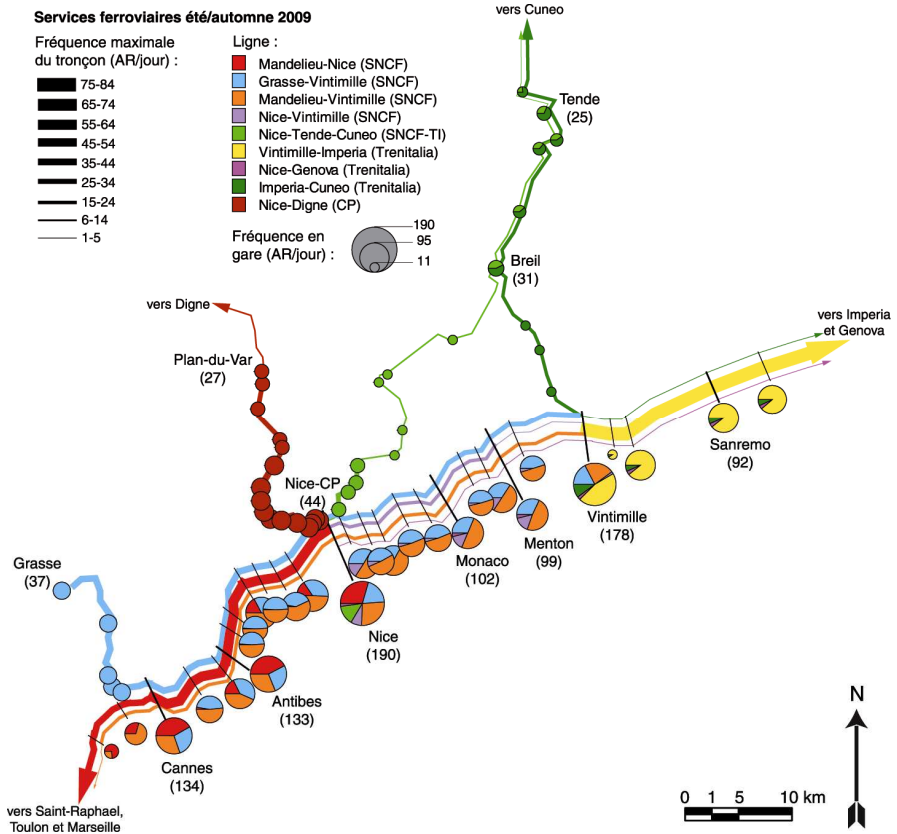 Services ferroviaires été/automne 2009
Fréquence maximale
du tronçon (AR/jour) :
75-84
65-74
55-64
45-54
35-44
25-34
15-24
6-14
1-5
Ligne :
Mandelieu-Nice (SNCF)
Grasse-Vintimille (SNCF)
Mandelieu-Vintimille (SNCF)
Nice-Vintimille (SNCF)
Nice-Tende-Cuneo (SNCF-TI)
Vintimille-Imperia (Trenitalia)
Nice-Genova (Trenitalia)
Imperia-Cuneo (Trenitalia)
Nice-Digne (CP)
Fréquence en
gare (AR/jour) :
190
95
11
vers Cuneo
Tende
(25)
Breil
(31)
vers Digne
Plan-du-Var
(27)
vers Imperia
et Genova
Sanremo
(92)
Nice-CP
(44)
Vintimille
(178)
Menton
(99)
Monaco
(102)
Grasse
(37)
Nice
(190)
Antibes
(133)
Cannes
(134)
vers Saint-Raphael,
Toulon et Marseille
N
0 1 5 10 km